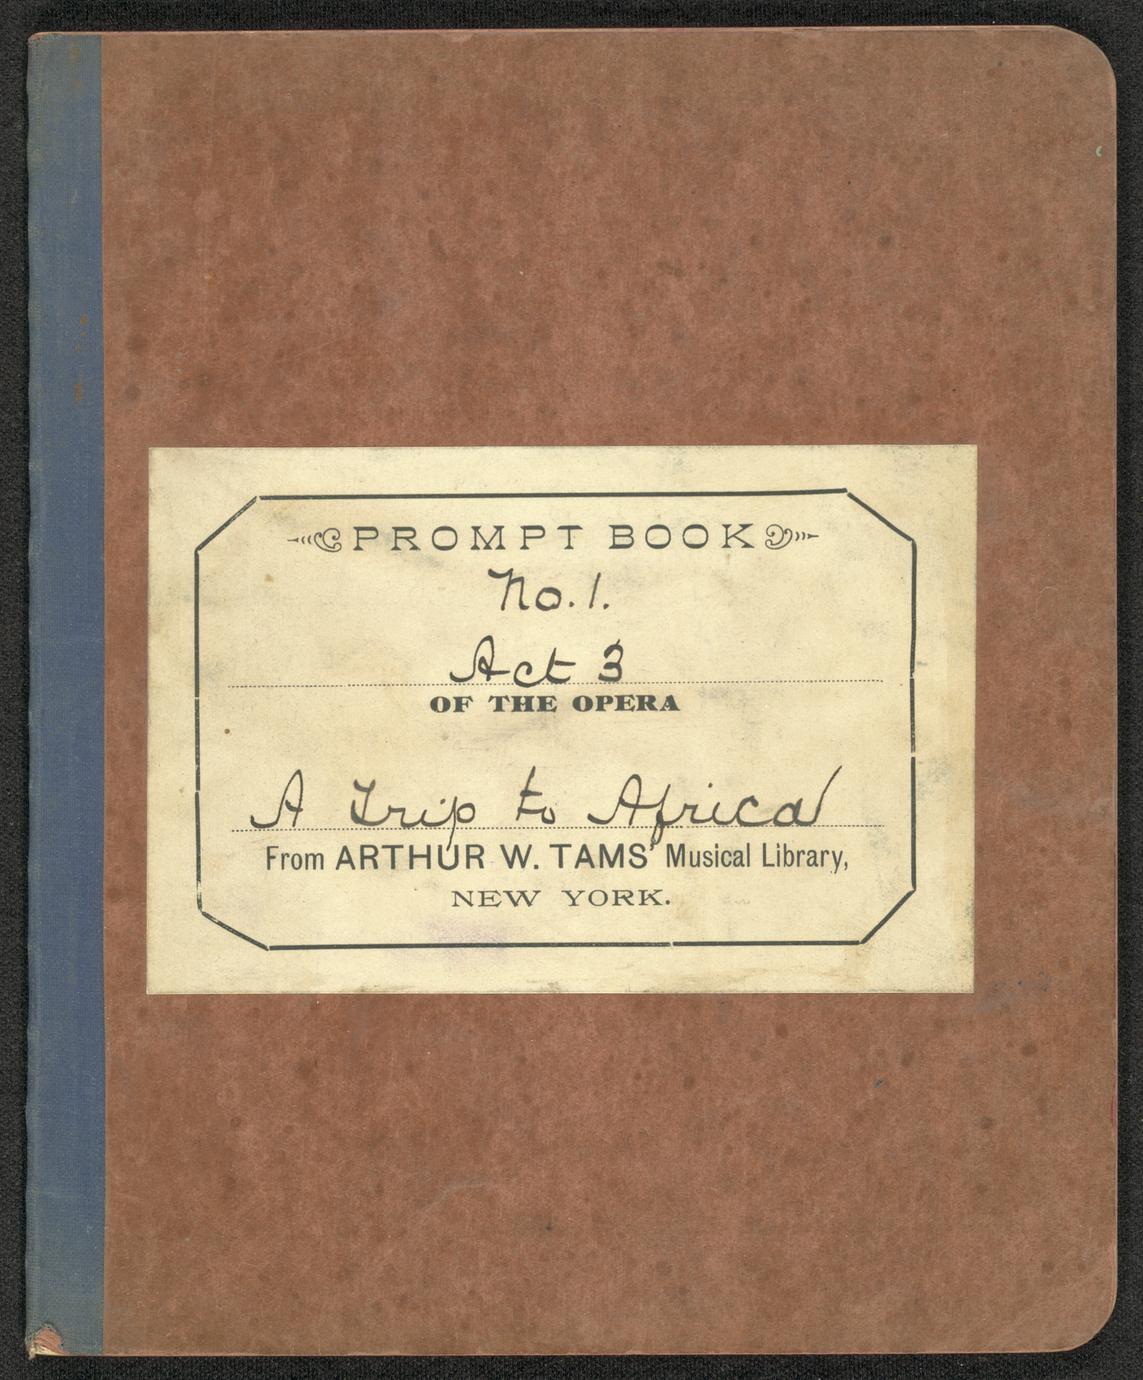 PROMPT BOOK
No. 1.
Act 3
OF THE OPERA
A Trip to Africa
From ARTHUR W. TAMS' Musical Library,
NEW YORK.